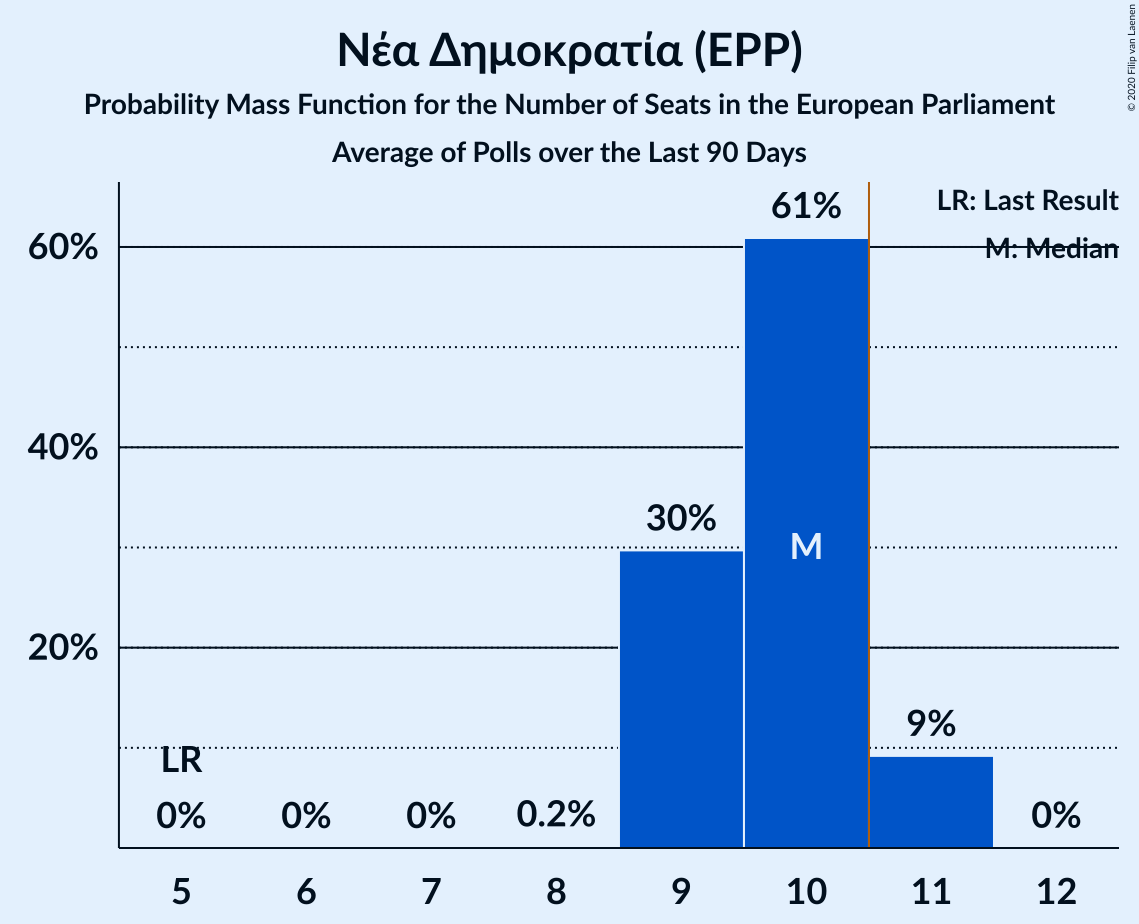 Νέα Δημοκρατία (EPP)
Probability Mass Function for the Number of Seats in the European Parliament
Average of Polls over the Last 90 Days
© 2020 Filip van Laenen
LR: Last Result
M: Median
61%
60%
40%
30%
M
20%
9%
LR
0%
0%
0%
0.2%
0%
5
6
7
8
9
10
11
12